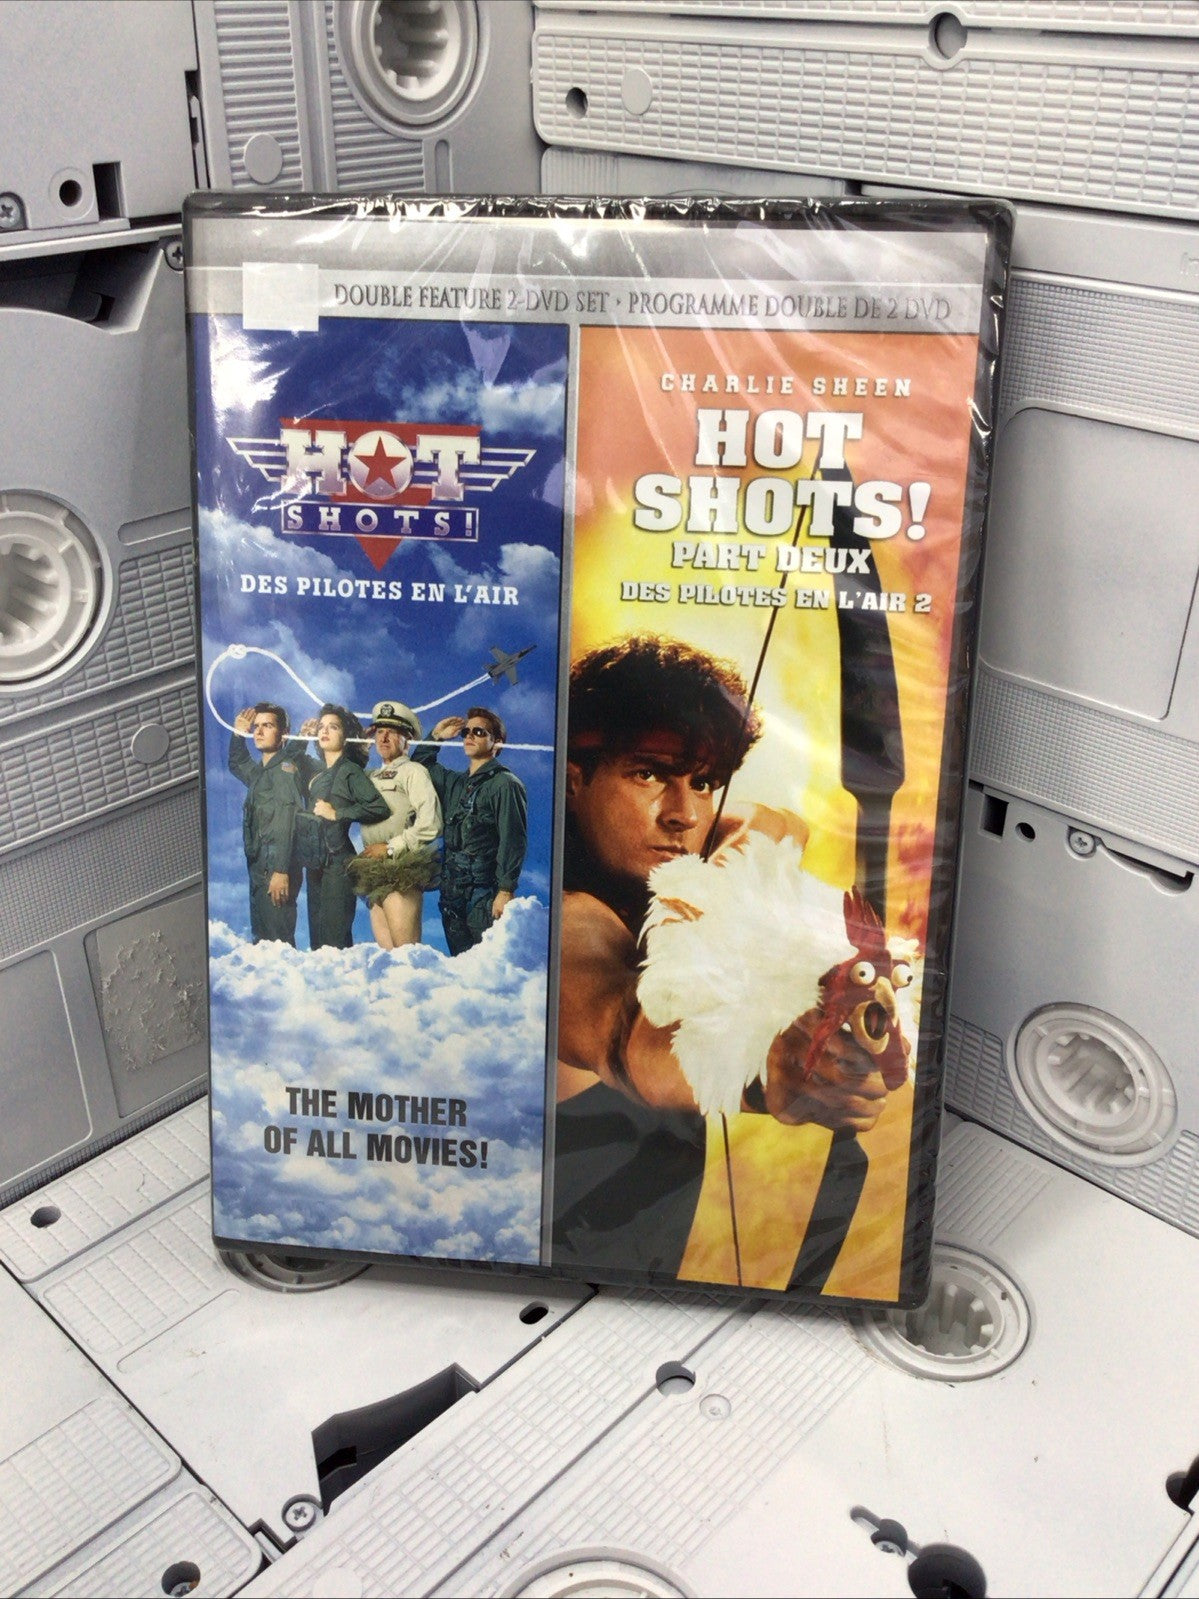 DOUBLE FEATURE 2-DVD SET • PROGRAMME DOUBLE DE 2 DVD
HOT
SHOTS!
DES PILOTES EN L'AIR
THE MOTHER
OF ALL MOVIES!
CHARLIE SHEEN
HOT
SHOTS!
PART DEUX
DES PILOTES EN L'AIR 2